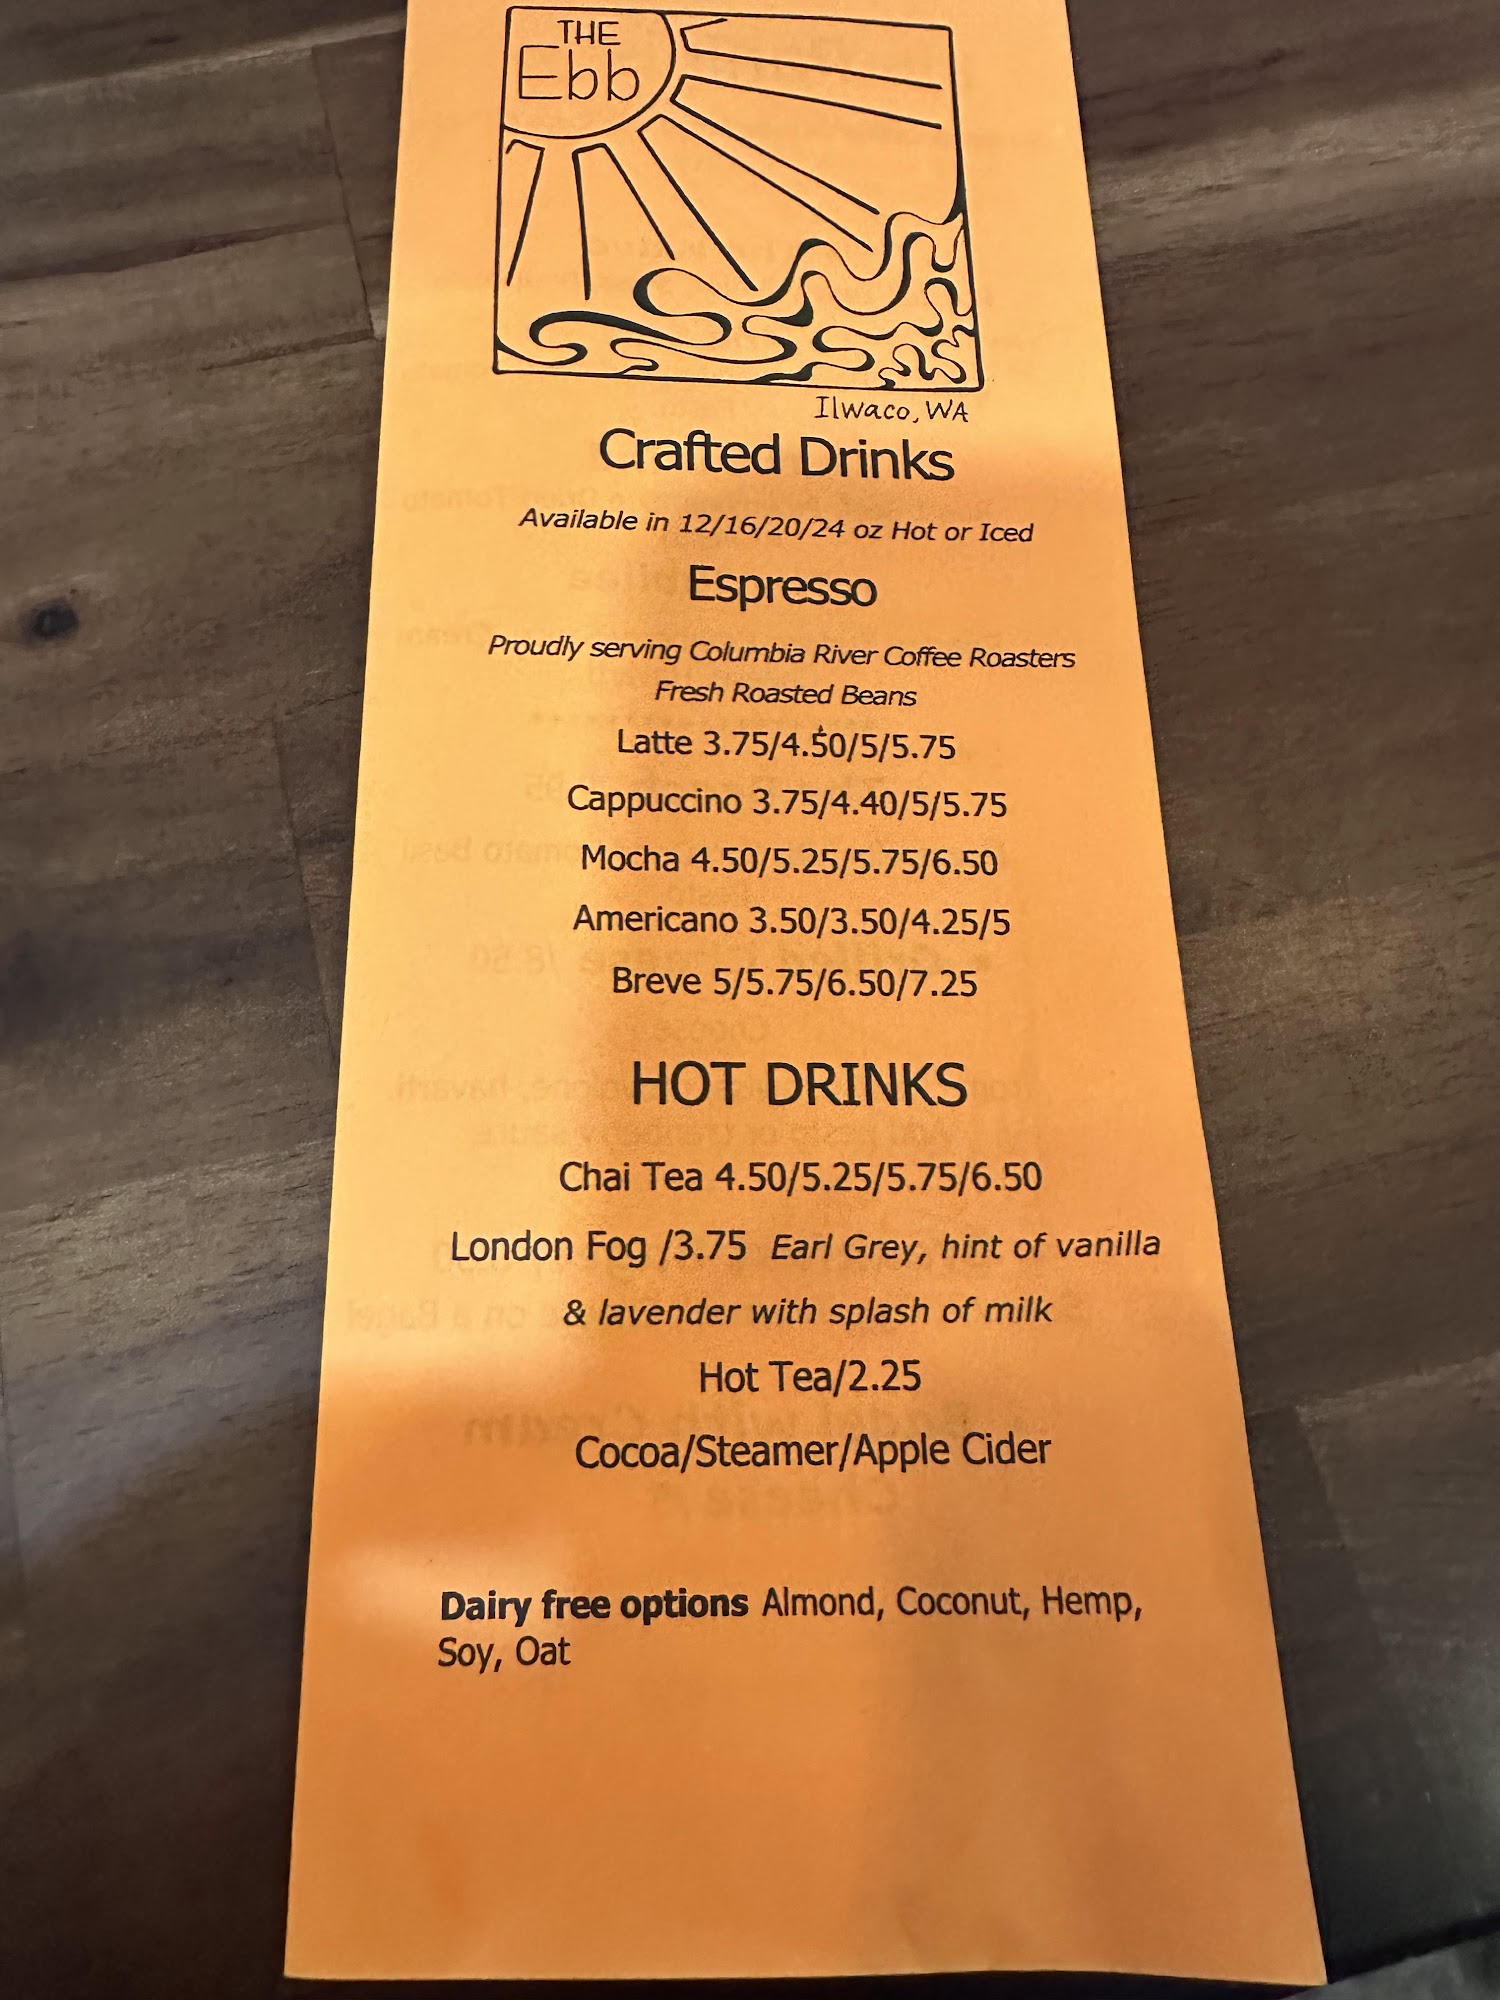 THE
Ebb
Ilwaco, WA
Crafted Drinks
Available in 12/16/20/24 oz Hot or Iced
Espresso
Proudly serving Columbia River Coffee Roasters
Fresh Roasted Beans
Latte 3.75/4.50/5/5.75
Cappuccino 3.75/4.40/5/5.75
Mocha 4.50/5.25/5.75/6.50
Americano 3.50/3.50/4.25/5
Breve 5/5.75/6.50/7.25
HOT DRINKS
Chai Tea 4.50/5.25/5.75/6.50
London Fog /3.75 Earl Grey, hint of vanilla
& lavender with splash of milk
Hot Tea/2.25
Cocoa/Steamer/Apple Cider
Dairy free options Almond, Coconut, Hemp,
Soy, Oat